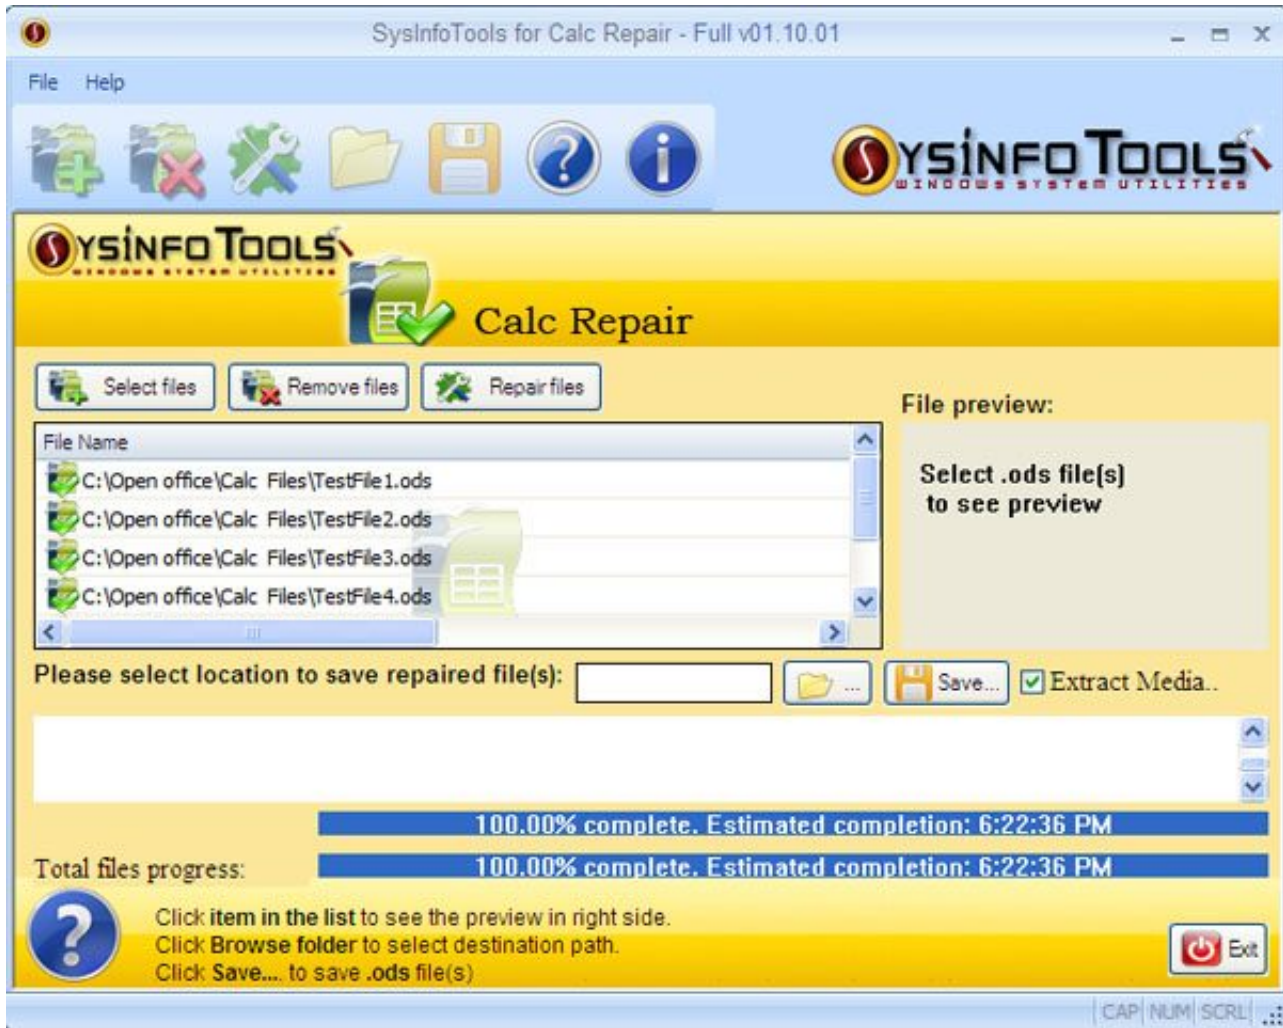 SysInfoTools for Calc Repair - Full v01.10.01
File Help
SYSINFO TOOLS
WINDOWS SYSTEM UTILITIES
SYSINFO TOOLS
WINDOWS SYSTEM UTILITIES
Calc Repair
Select files Remove files Repair files
File preview:
File Name
C:\Open office\Calc Files\TestFile1.ods
C:\Open office\Calc Files\TestFile2.ods
C:\Open office\Calc Files\TestFile3.ods
C:\Open office\Calc Files\TestFile4.ods
Select .ods file(s)
to see preview
Please select location to save repaired file(s): ... Save... Extract Media..
100.00% complete. Estimated completion: 6:22:36 PM
Total files progress: 100.00% complete. Estimated completion: 6:22:36 PM
Click item in the list to see the preview in right side.
Click Browse folder to select destination path.
Click Save.... to save .ods file(s)
Exit
CAP NUM SCRL